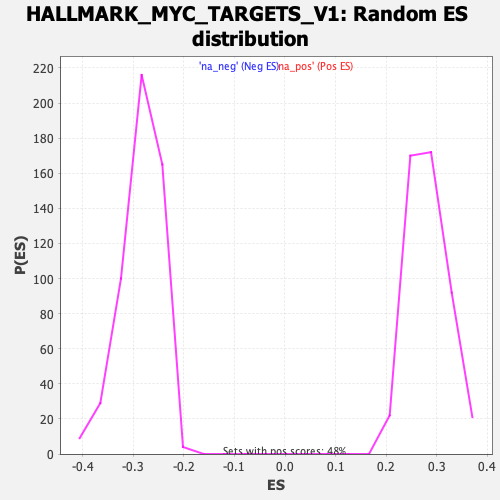 HALLMARK_MYC_TARGETS_V1: Random ES
distribution
'na_neg' (Neg ES)na_pos' (Pos ES)
220
200
180
160
140
120
100
80
60
40
20
0
P(ES)
Sets with pos scores: 48%
-0.4 -0.3 -0.2 -0.1 0.0 0.1 0.2 0.3 0.4
ES